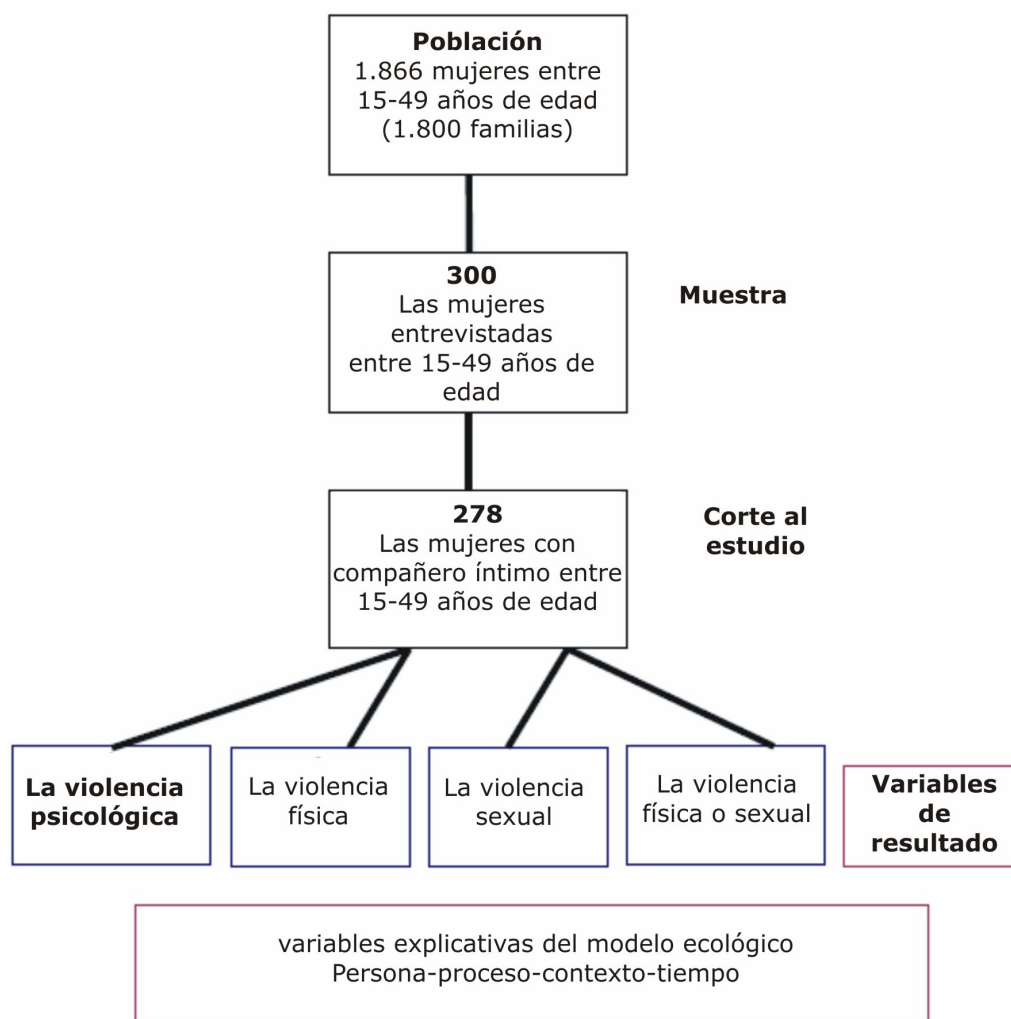 Población
1.866 mujeres entre
15-49 años de edad
(1.800 familias)
300
Las mujeres
entrevistadas
entre 15-49 años de
edad
Muestra
278
Las mujeres con
compañero íntimo entre
15-49 años de edad
Corte al
estudio
La violencia
psicológica
La violencia
física
La violencia
sexual
La violencia
física o sexual
Variables
de
resultado
variables explicativas del modelo ecológico
Persona-proceso-contexto-tiempo